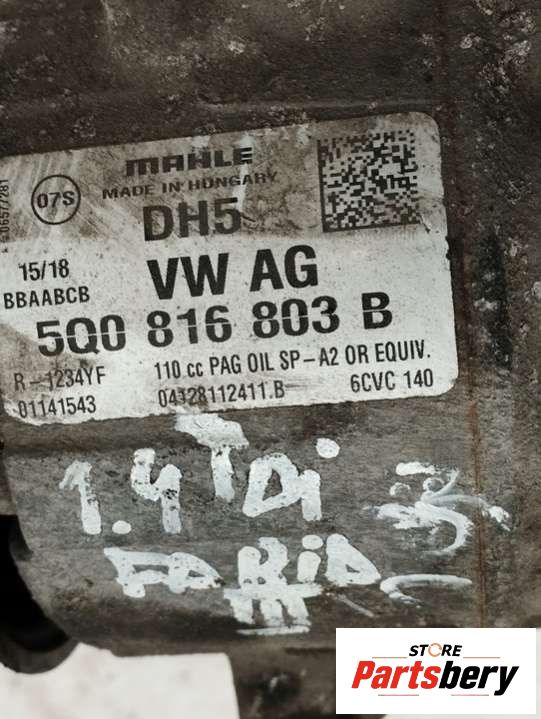 MAHLE
MADE IN HUNGARY
07S
DH5
15/18
BBAABCB
VW AG
5Q0 816 803 B
R-1234YF
110 cc PAG OIL SP-A2 OR EQUIV.
01141543
04328112411.B
6CVC 140
1.4 TDi
FABIA
III
STORE
Partsbery